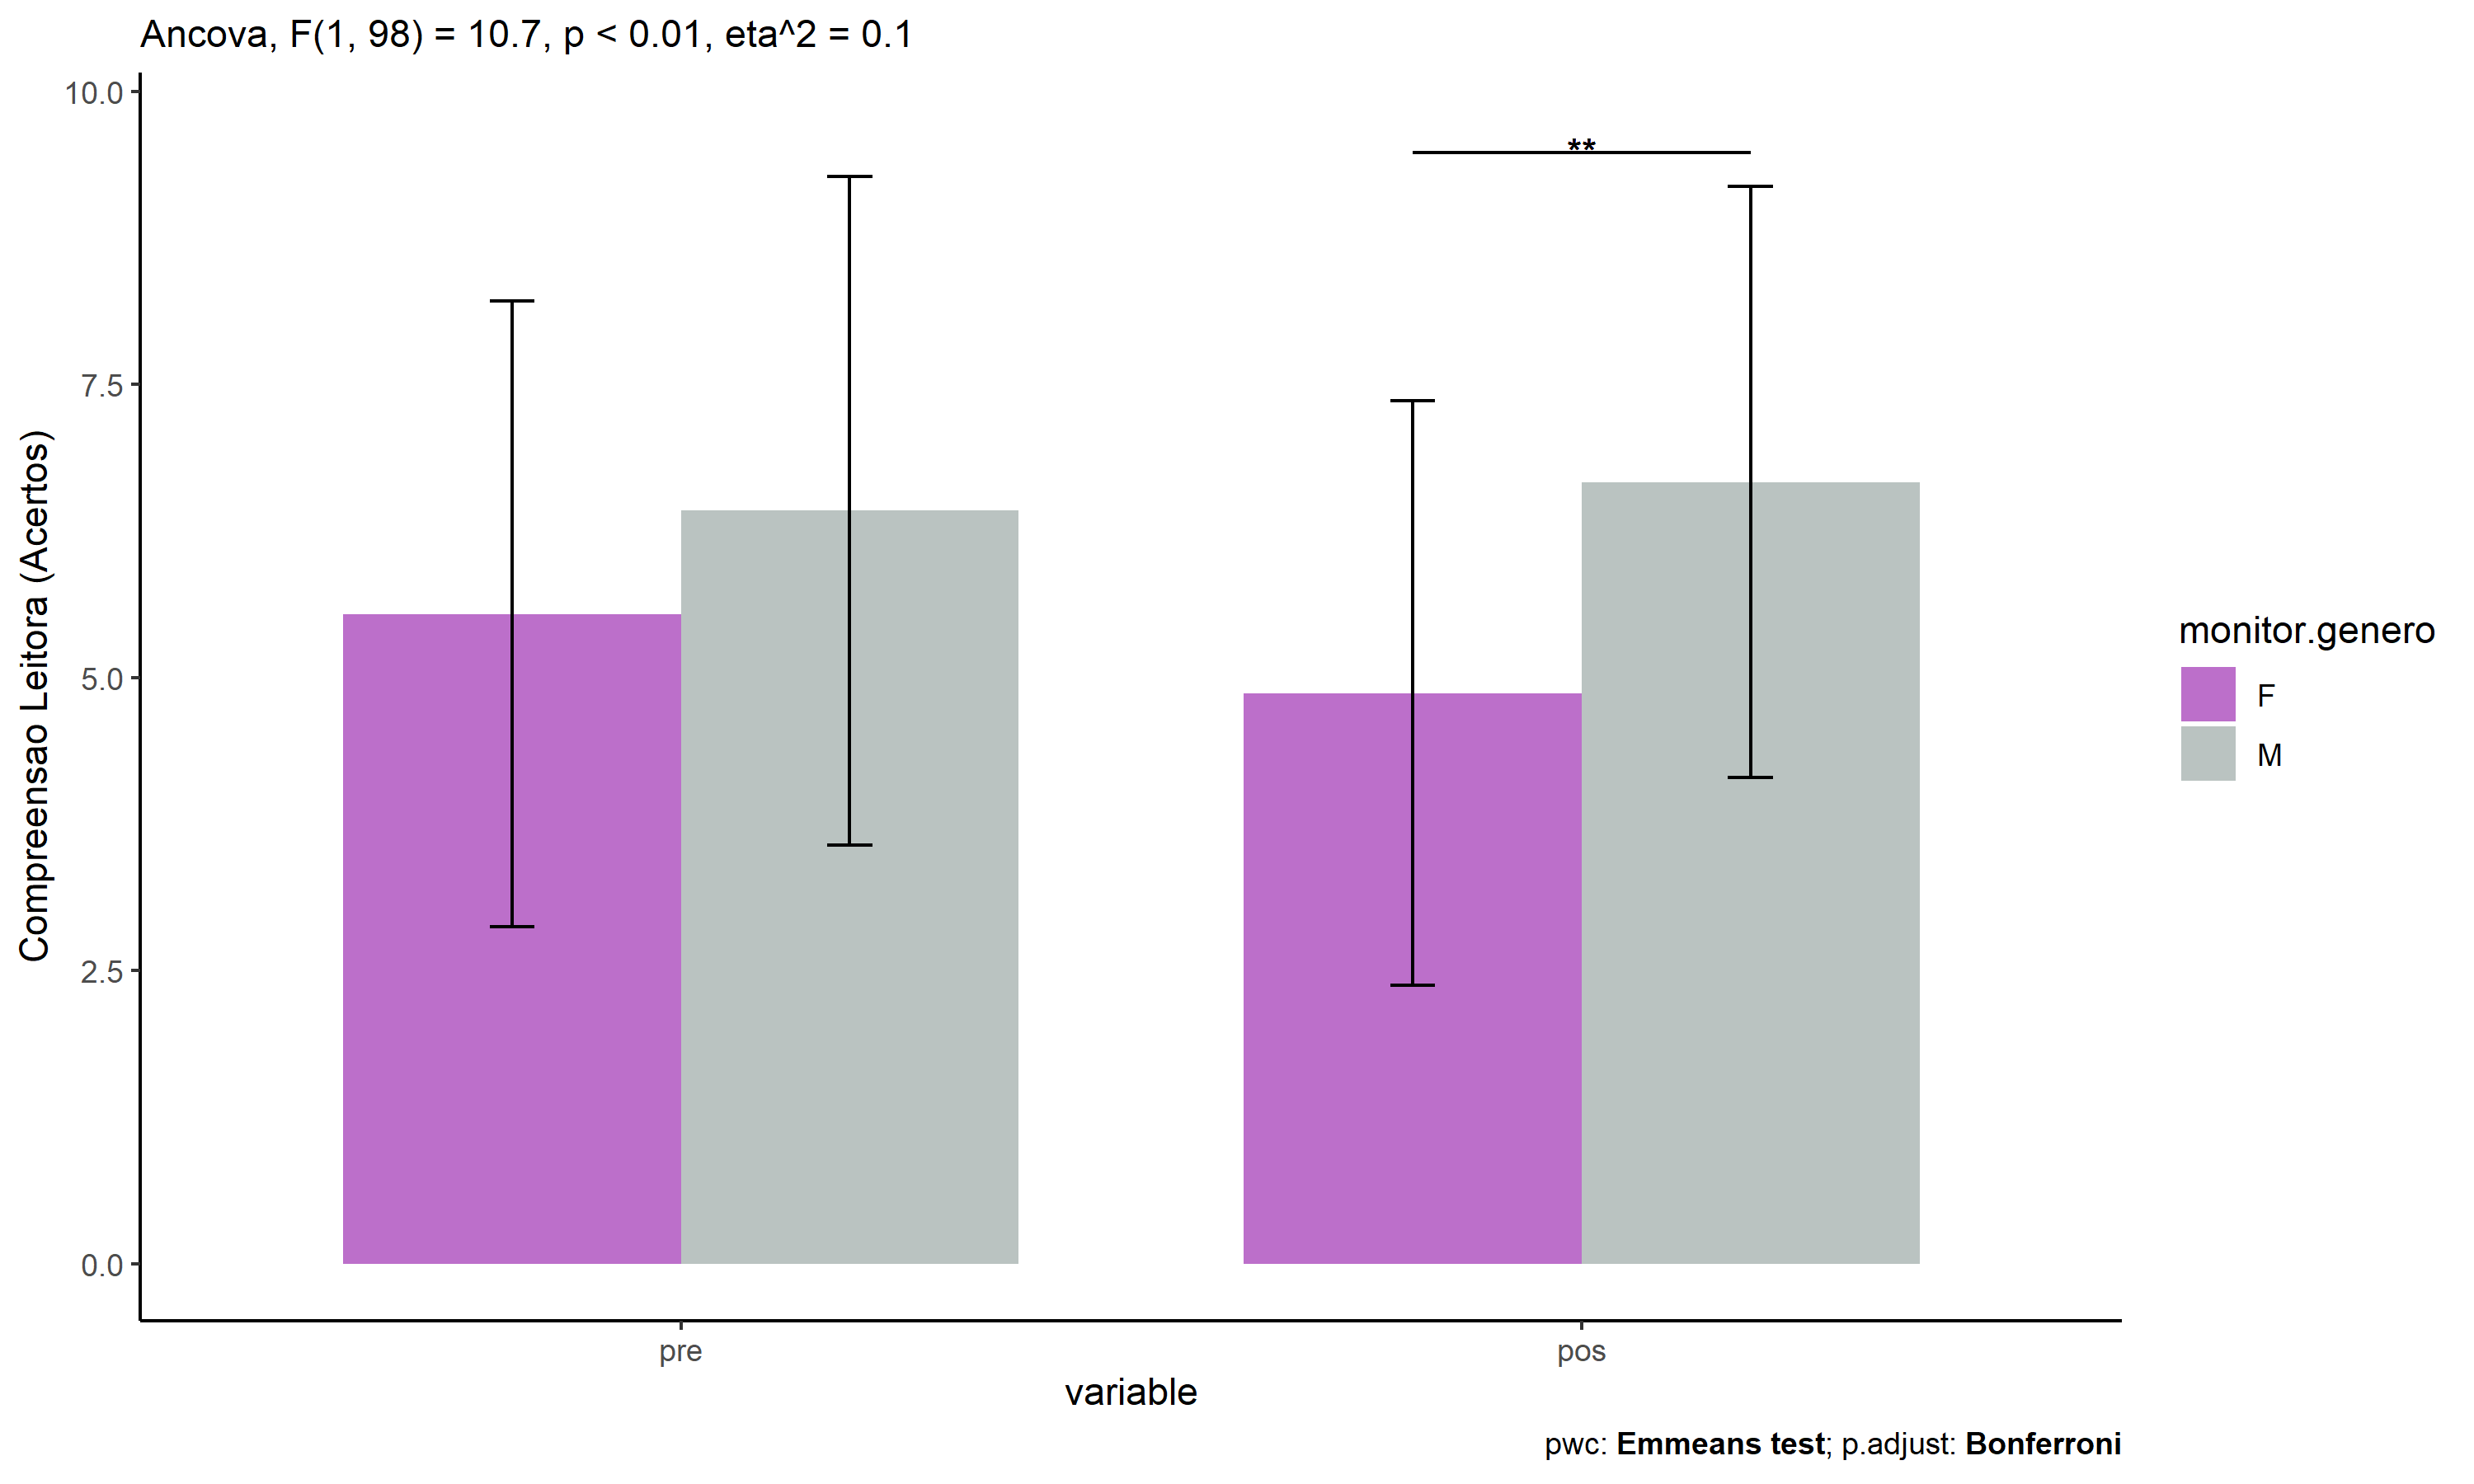 Ancova, F(1, 98) = 10.7, p < 0.01, eta^2 = 0.1
10.0
7.5
5.0
2.5
0.0
Compreensao Leitora (Acertos)
**
pre
pos
variable
monitor.genero
F
M
pwc: Emmeans test; p.adjust: Bonferroni